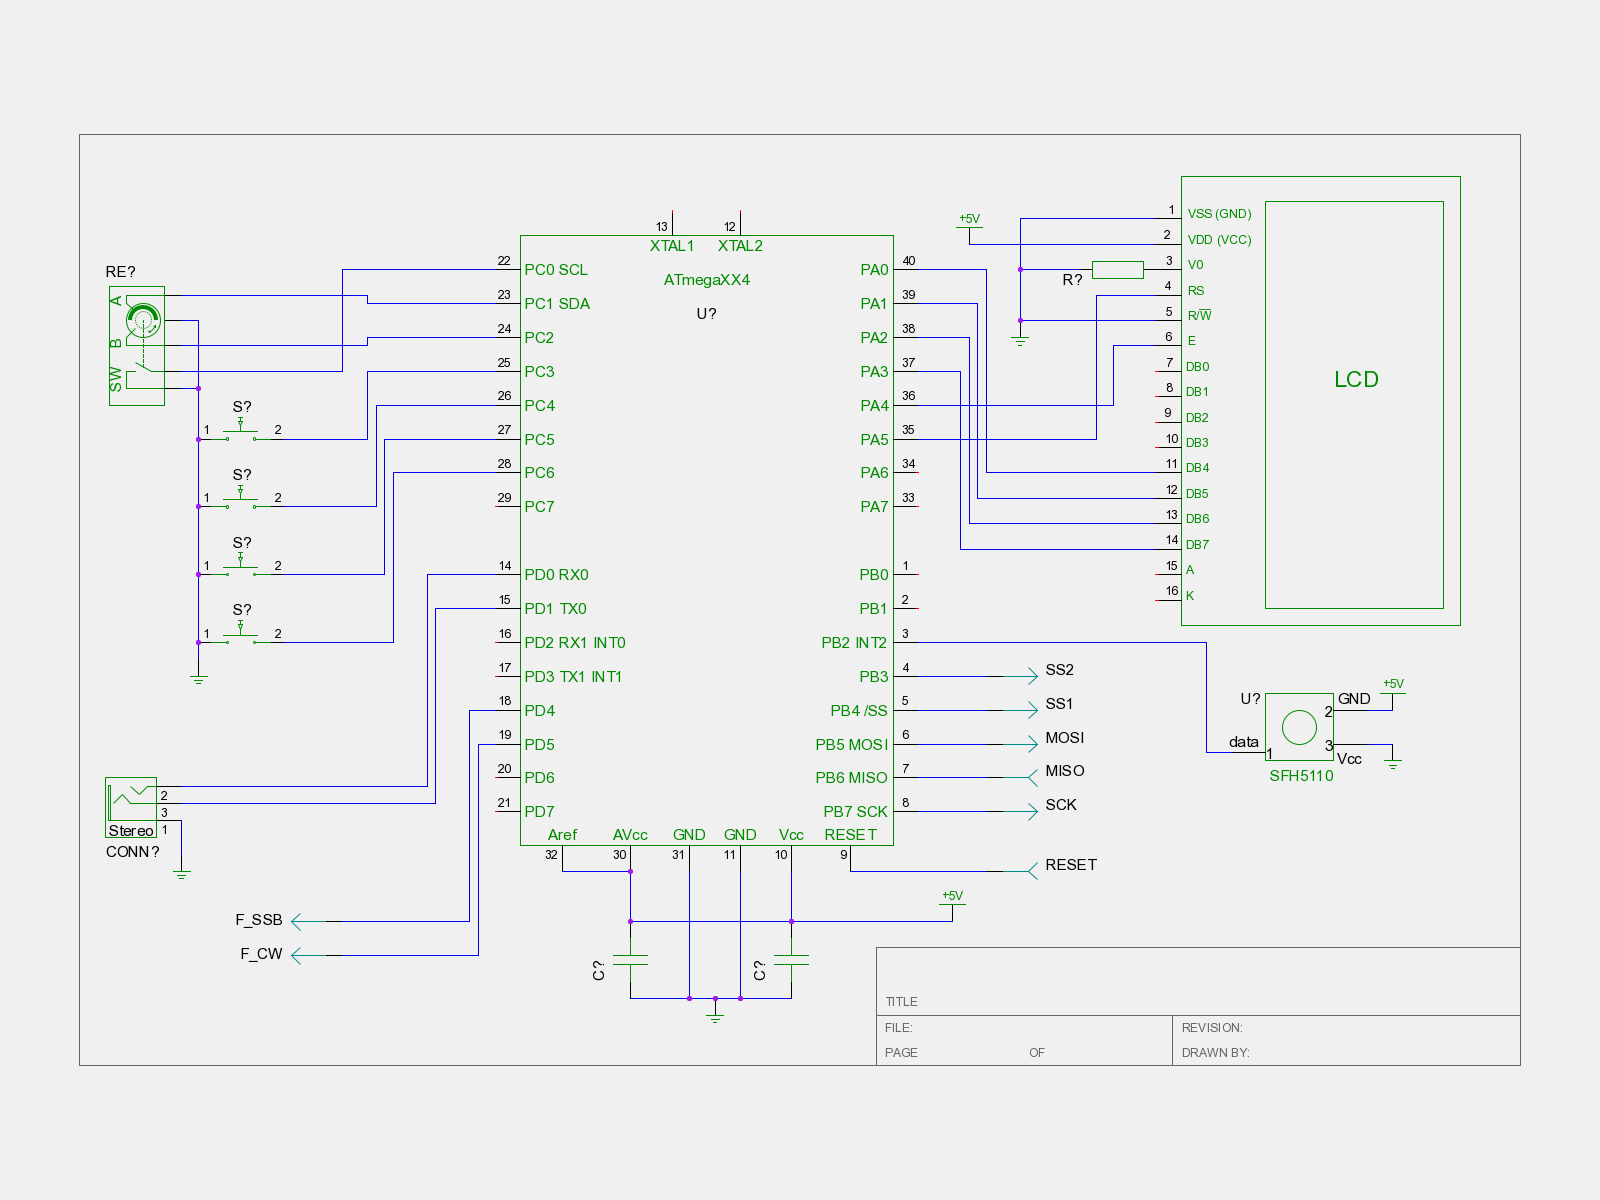 RE?
A
B
SW
S?
1 2
S?
1 2
S?
1 2
S?
1 2
2
3
1
Stereo
CONN?
F_SSB
F_CW
13 12
XTAL1 XTAL2
ATmegaXX4
U?
22 PC0 SCL
23 PC1 SDA
24 PC2
25 PC3
26 PC4
27 PC5
28 PC6
29 PC7
14 PD0 RX0
15 PD1 TX0
16 PD2 RX1 INT0
17 PD3 TX1 INT1
18 PD4
19 PD5
20 PD6
21 PD7
PA0 40
PA1 39
PA2 38
PA3 37
PA4 36
PA5 35
PA6 34
PA7 33
PB0 1
PB1 2
PB2 INT2 3
PB3 4 SS2
PB4 /SS 5 SS1
PB5 MOSI 6 MOSI
PB6 MISO 7 MISO
PB7 SCK 8 SCK
Aref AVcc GND GND Vcc RESET
32 30 31 11 10 9
RESET
+5V
C? C?
+5V
R?
1 VSS (GND)
2 VDD (VCC)
3 V0
4 RS
5 R/W
6 E
7 DB0
8 DB1
9 DB2
10 DB3
11 DB4
12 DB5
13 DB6
14 DB7
15 A
16 K
LCD
U? GND +5V
2
data 1 3
Vcc
SFH5110
TITLE
FILE: REVISION:
PAGE OF DRAWN BY: